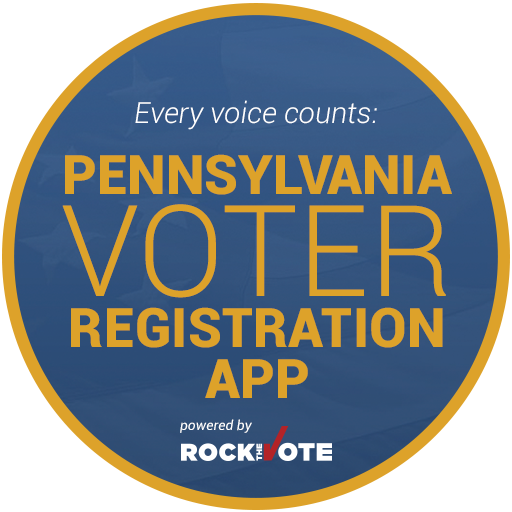 Every voice counts:
PENNSYLVANIA
VOTER
REGISTRATION
APP
powered by
ROCK THE VOTE